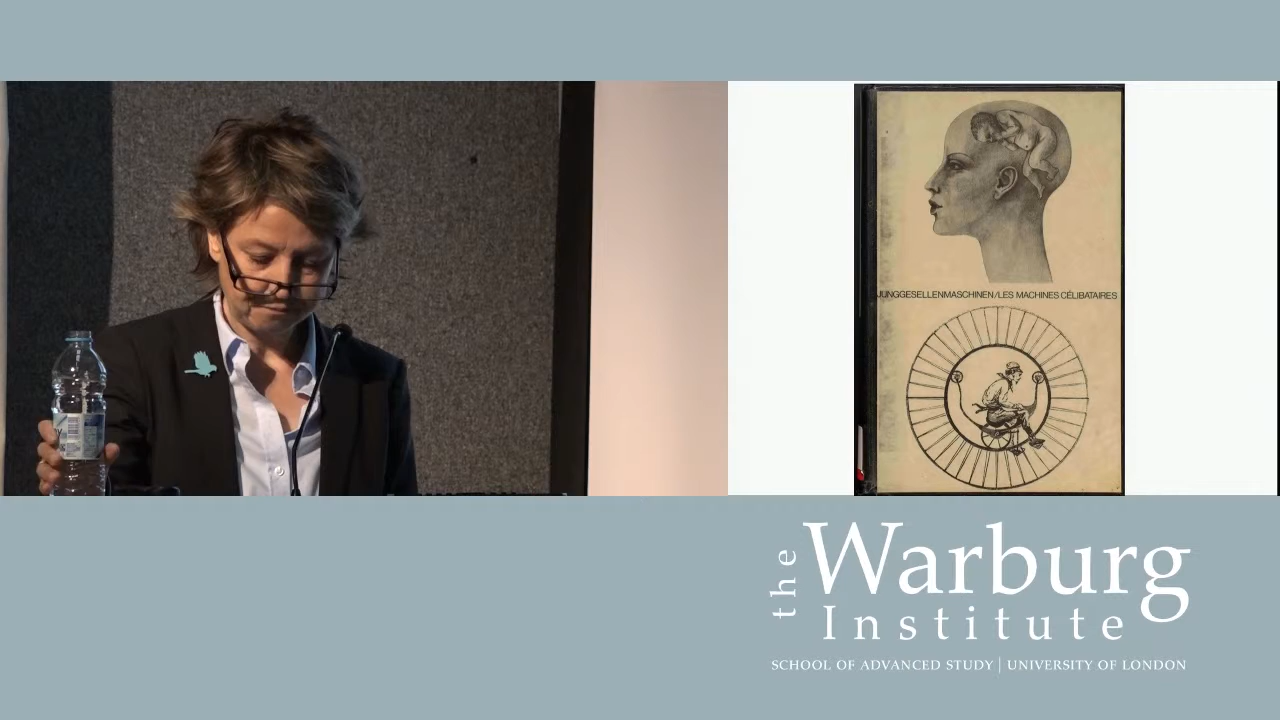 JUNGGESELLENMASCHINEN/LES MACHINES CÉLIBATAIRES
the Warburg
Institute
SCHOOL OF ADVANCED STUDY | UNIVERSITY OF LONDON